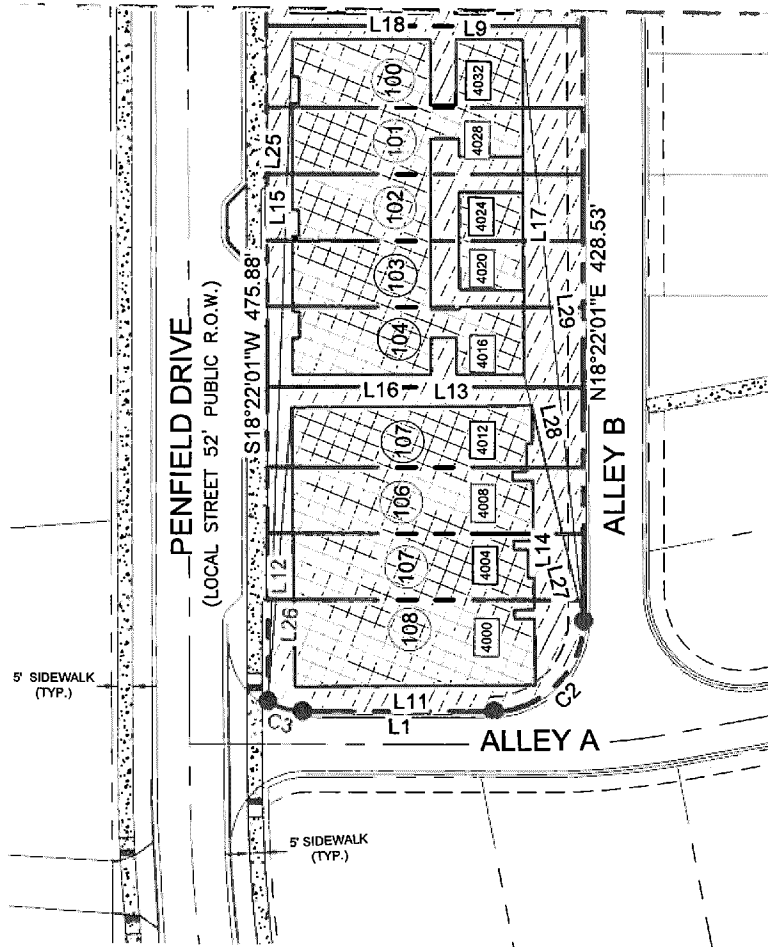 L18
L9
100
4032
101
4028
L25
102
4024
L15
L17
103
4020
S18°22'01"W 475.88'
N18°22'01"E 428.53'
L29
104
4016
PENFIELD DRIVE
(LOCAL STREET 52' PUBLIC R.O.W.)
L16
L13
L28
107
4012
ALLEY B
106
4008
L14
107
4004
L12
L27
L26
108
4000
5' SIDEWALK
(TYP.)
C3
L11
L1
C2
ALLEY A
5' SIDEWALK
(TYP.)